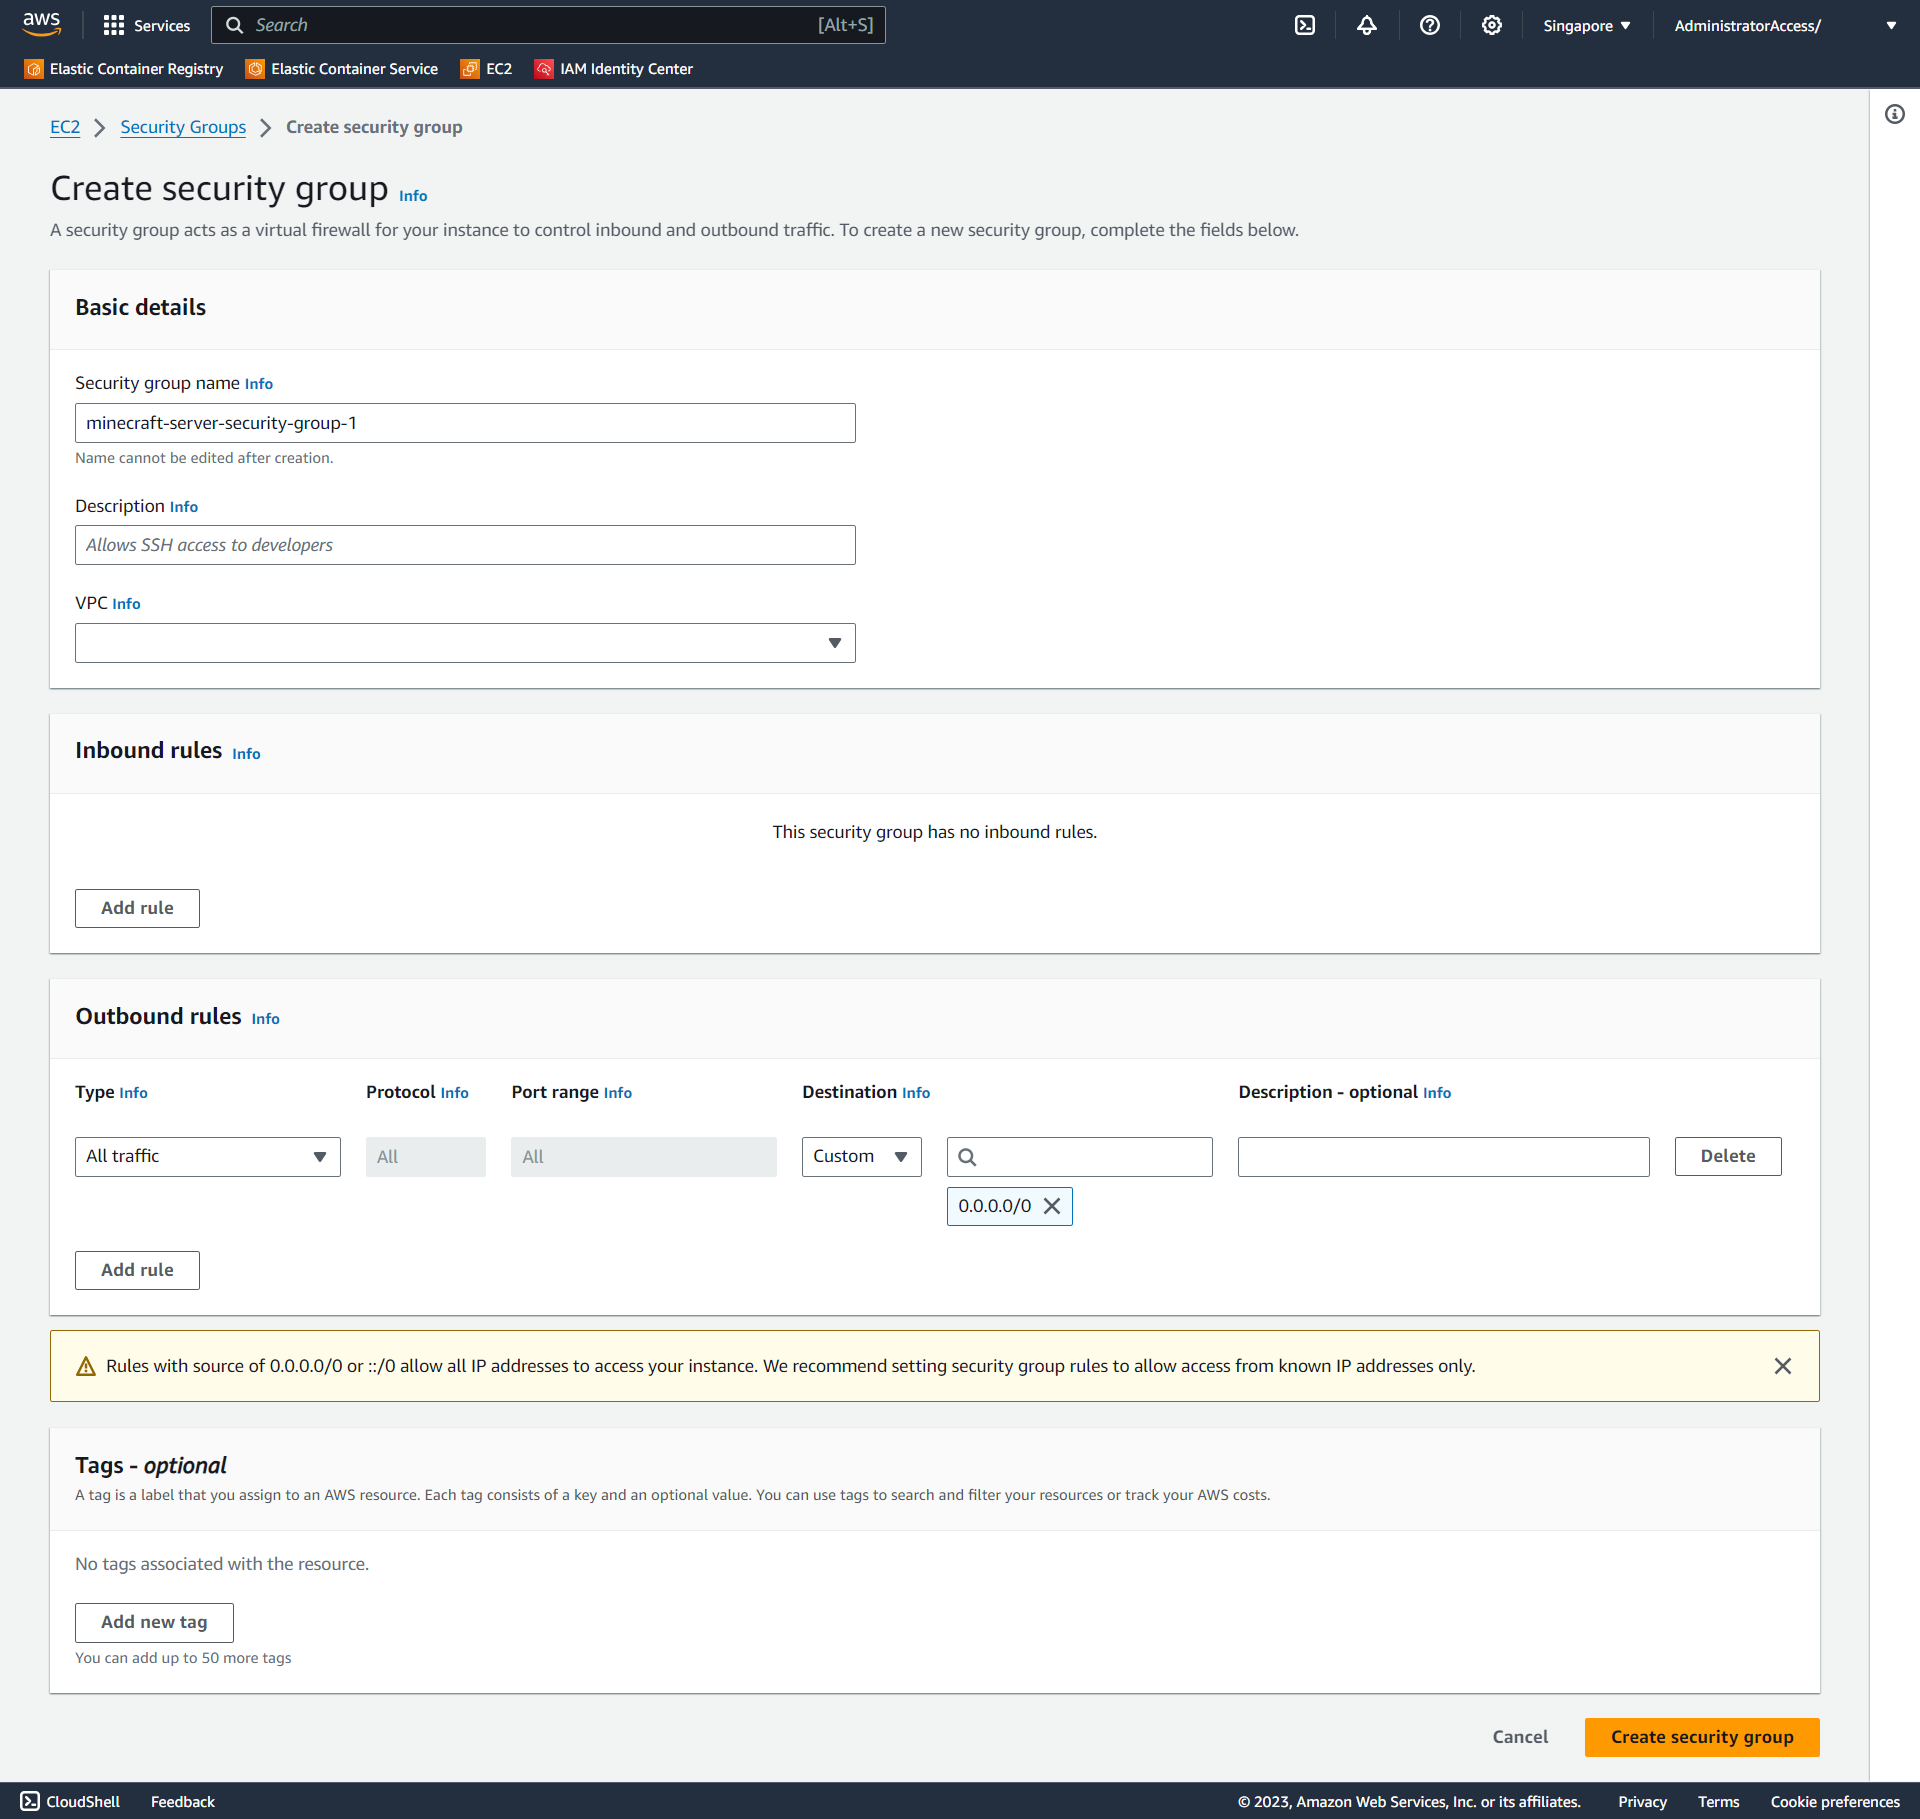 aws
Services
Search [Alt+S]
Singapore
AdministratorAccess/
Elastic Container Registry
Elastic Container Service
EC2
IAM Identity Center
EC2 Security Groups Create security group
Create security group Info
A security group acts as a virtual firewall for your instance to control inbound and outbound traffic. To create a new security group, complete the fields below.
Basic details
Security group name Info
minecraft-server-security-group-1
Name cannot be edited after creation.
Description Info
Allows SSH access to developers
VPC Info
Inbound rules Info
This security group has no inbound rules.
Add rule
Outbound rules Info
Type Info Protocol Info Port range Info Destination Info Description - optional Info
All traffic All All Custom Delete
0.0.0.0/0
Add rule
Rules with source of 0.0.0.0/0 or ::/0 allow all IP addresses to access your instance. We recommend setting security group rules to allow access from known IP addresses only.
Tags - optional
A tag is a label that you assign to an AWS resource. Each tag consists of a key and an optional value. You can use tags to search and filter your resources or track your AWS costs.
No tags associated with the resource.
Add new tag
You can add up to 50 more tags
Cancel Create security group
CloudShell Feedback © 2023, Amazon Web Services, Inc. or its affiliates. Privacy Terms Cookie preferences